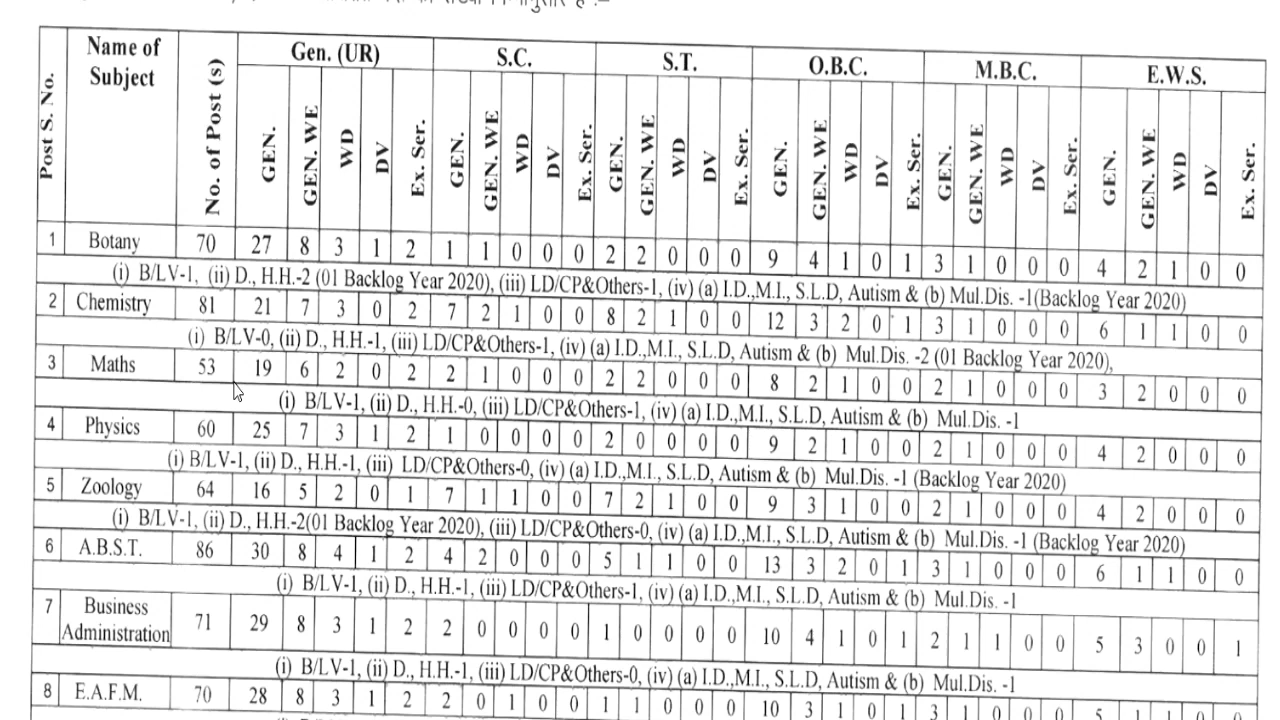 Post S. No. Name of Subject No. of Post (s) Gen. (UR) S.C. S.T. O.B.C. M.B.C. E.W.S.
GEN. GEN. WE WD DV Ex. Ser. GEN. GEN. WE WD DV Ex. Ser. GEN. GEN. WE WD DV Ex. Ser. GEN. GEN. WE WD DV Ex. Ser. GEN. GEN. WE WD DV Ex. Ser. GEN. GEN. WE WD DV Ex. Ser.
1 Botany 70 27 8 3 1 2 1 1 0 0 0 2 2 0 0 0 9 4 1 0 1 3 1 0 0 0 4 2 1 0 0
(i) B/LV-1, (ii) D., H.H.-2 (01 Backlog Year 2020), (iii) LD/CP&Others-1, (iv) (a) I.D.,M.I., S.L.D, Autism & (b) Mul.Dis. -1(Backlog Year 2020)
2 Chemistry 81 21 7 3 0 2 7 2 1 0 0 8 2 1 0 0 12 3 2 0 1 3 1 0 0 0 6 1 1 0 0
(i) B/LV-0, (ii) D., H.H.-1, (iii) LD/CP&Others-1, (iv) (a) I.D.,M.I., S.L.D, Autism & (b) Mul.Dis. -2 (01 Backlog Year 2020),
3 Maths 53 19 6 2 0 2 2 1 0 0 0 2 2 0 0 0 8 2 1 0 0 2 1 0 0 0 3 2 0 0 0
(i) B/LV-1, (ii) D., H.H.-0, (iii) LD/CP&Others-1, (iv) (a) I.D.,M.I., S.L.D, Autism & (b) Mul.Dis. -1
4 Physics 60 25 7 3 1 2 1 0 0 0 0 2 0 0 0 0 9 2 1 0 0 2 1 0 0 0 4 2 0 0 0
(i) B/LV-1, (ii) D., H.H.-1, (iii) LD/CP&Others-0, (iv) (a) I.D.,M.I., S.L.D, Autism & (b) Mul.Dis. -1 (Backlog Year 2020)
5 Zoology 64 16 5 2 0 1 7 1 1 0 0 7 2 1 0 0 9 3 1 0 0 2 1 0 0 0 4 2 0 0 0
(i) B/LV-1, (ii) D., H.H.-2(01 Backlog Year 2020), (iii) LD/CP&Others-0, (iv) (a) I.D.,M.I., S.L.D, Autism & (b) Mul.Dis. -1 (Backlog Year 2020)
6 A.B.S.T. 86 30 8 4 1 2 4 2 0 0 0 5 1 1 0 0 13 3 2 0 1 3 1 0 0 0 6 1 1 0 0
(i) B/LV-1, (ii) D., H.H.-1, (iii) LD/CP&Others-1, (iv) (a) I.D.,M.I., S.L.D, Autism & (b) Mul.Dis. -1
7 Business Administration 71 29 8 3 1 2 2 0 0 0 0 1 0 0 0 0 10 4 1 0 1 2 1 1 0 0 5 3 0 0 1
(i) B/LV-1, (ii) D., H.H.-1, (iii) LD/CP&Others-0, (iv) (a) I.D.,M.I., S.L.D, Autism & (b) Mul.Dis. -1
8 E.A.F.M. 70 28 8 3 1 2 2 0 1 0 0 1 1 0 0 0 10 3 1 0 1 3 1 0 0 0 5 1 1 0 0